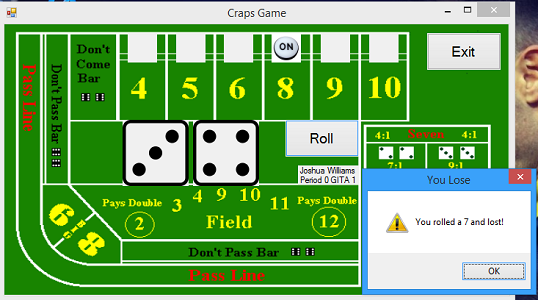 Craps Game
Don't
Come
Bar
ON
4 5 6 8 9 10
Exit
Pass Line
Don't Pass Bar
Roll
4:1 Seven 4:1
7:1 9:1
Joshua Williams
Period 0 GITA 1
You Lose
You rolled a 7 and lost!
OK
Pays Double
2
3 4 9 10 11
Field
Pays Double
12
6 8
Don't Pass Bar
Pass Line